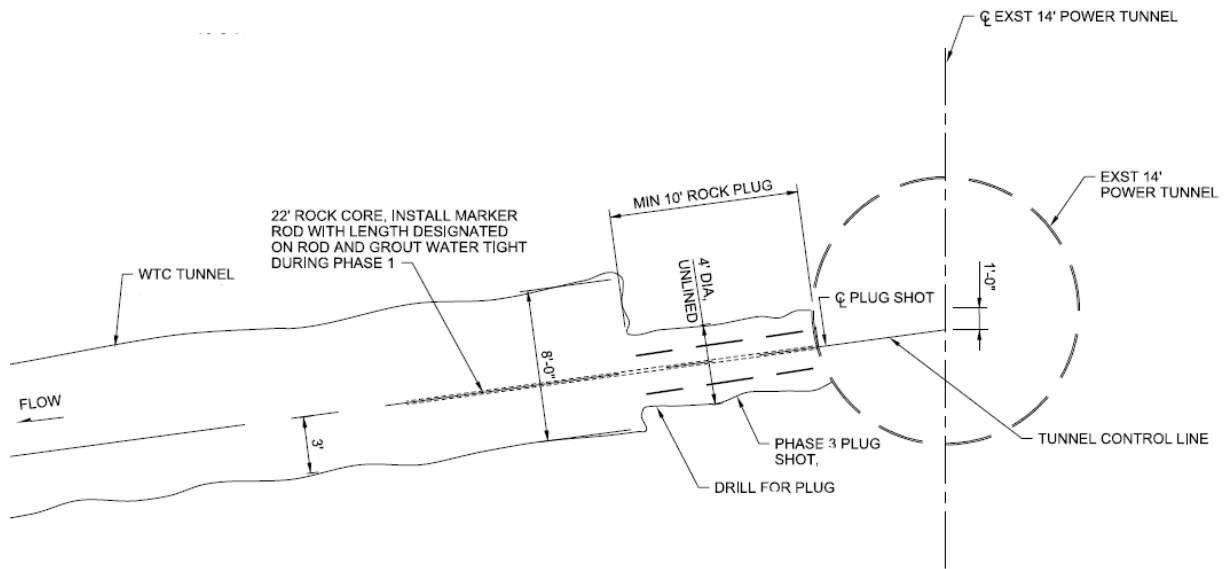 ℄ EXST 14' POWER TUNNEL
EXST 14'
POWER TUNNEL
MIN 10' ROCK PLUG
22' ROCK CORE, INSTALL MARKER
ROD WITH LENGTH DESIGNATED
ON ROD AND GROUT WATER TIGHT
DURING PHASE 1
WTC TUNNEL
4' DIA,
UNLINED
℄ PLUG SHOT
1'-0"
8'-0"
FLOW
3'
TUNNEL CONTROL LINE
PHASE 3 PLUG
SHOT,
DRILL FOR PLUG